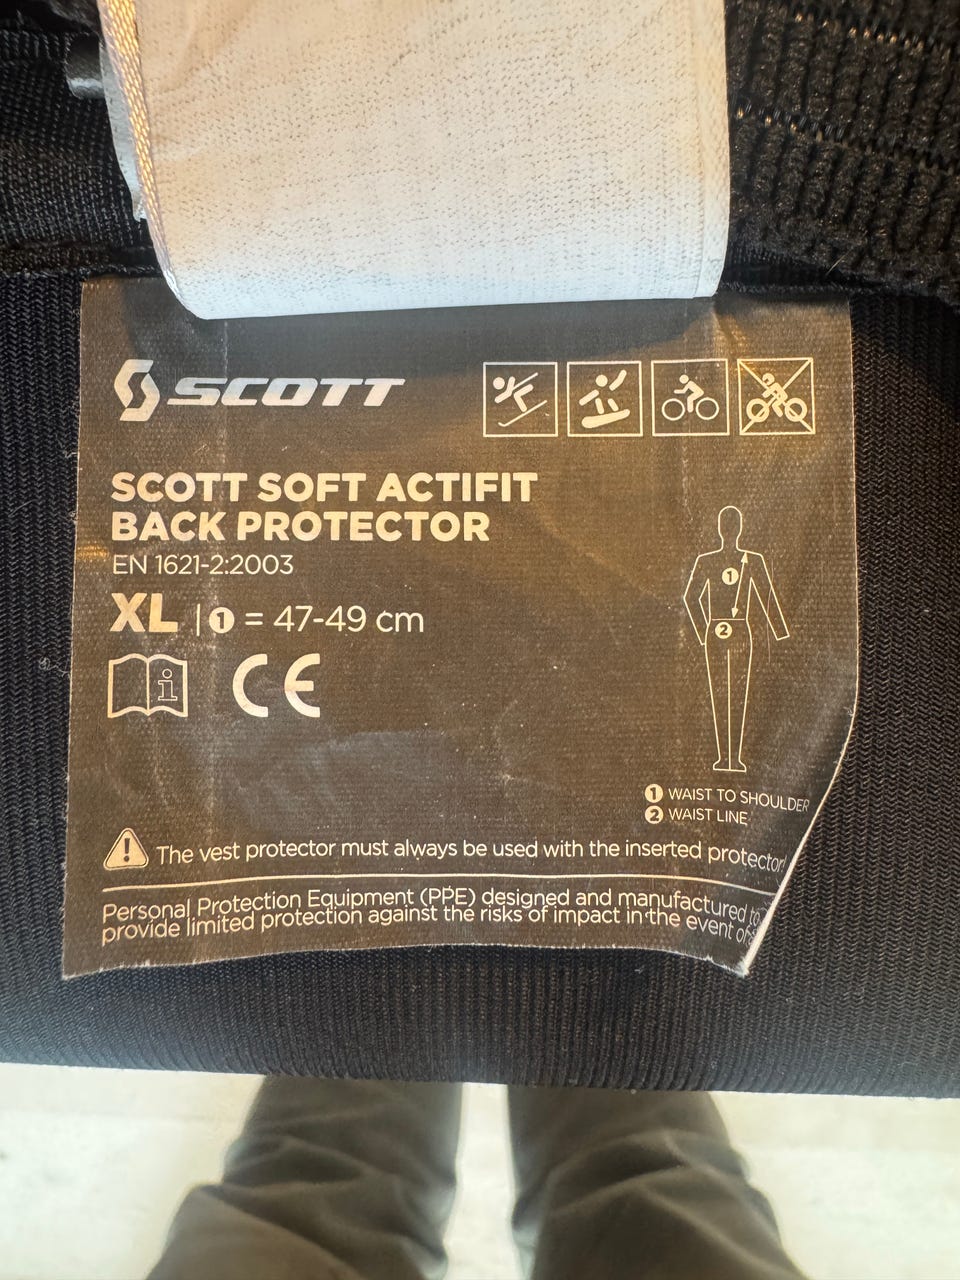 SCOTT
SCOTT SOFT ACTIFIT
BACK PROTECTOR
EN 1621-2:2003
XL | 1 = 47-49 cm
i
CE
1
2
1 WAIST TO SHOULDER
2 WAIST LINE
! The vest protector must always be used with the inserted protector!
Personal Protection Equipment (PPE) designed and manufactured to
provide limited protection against the risks of impact in the event of